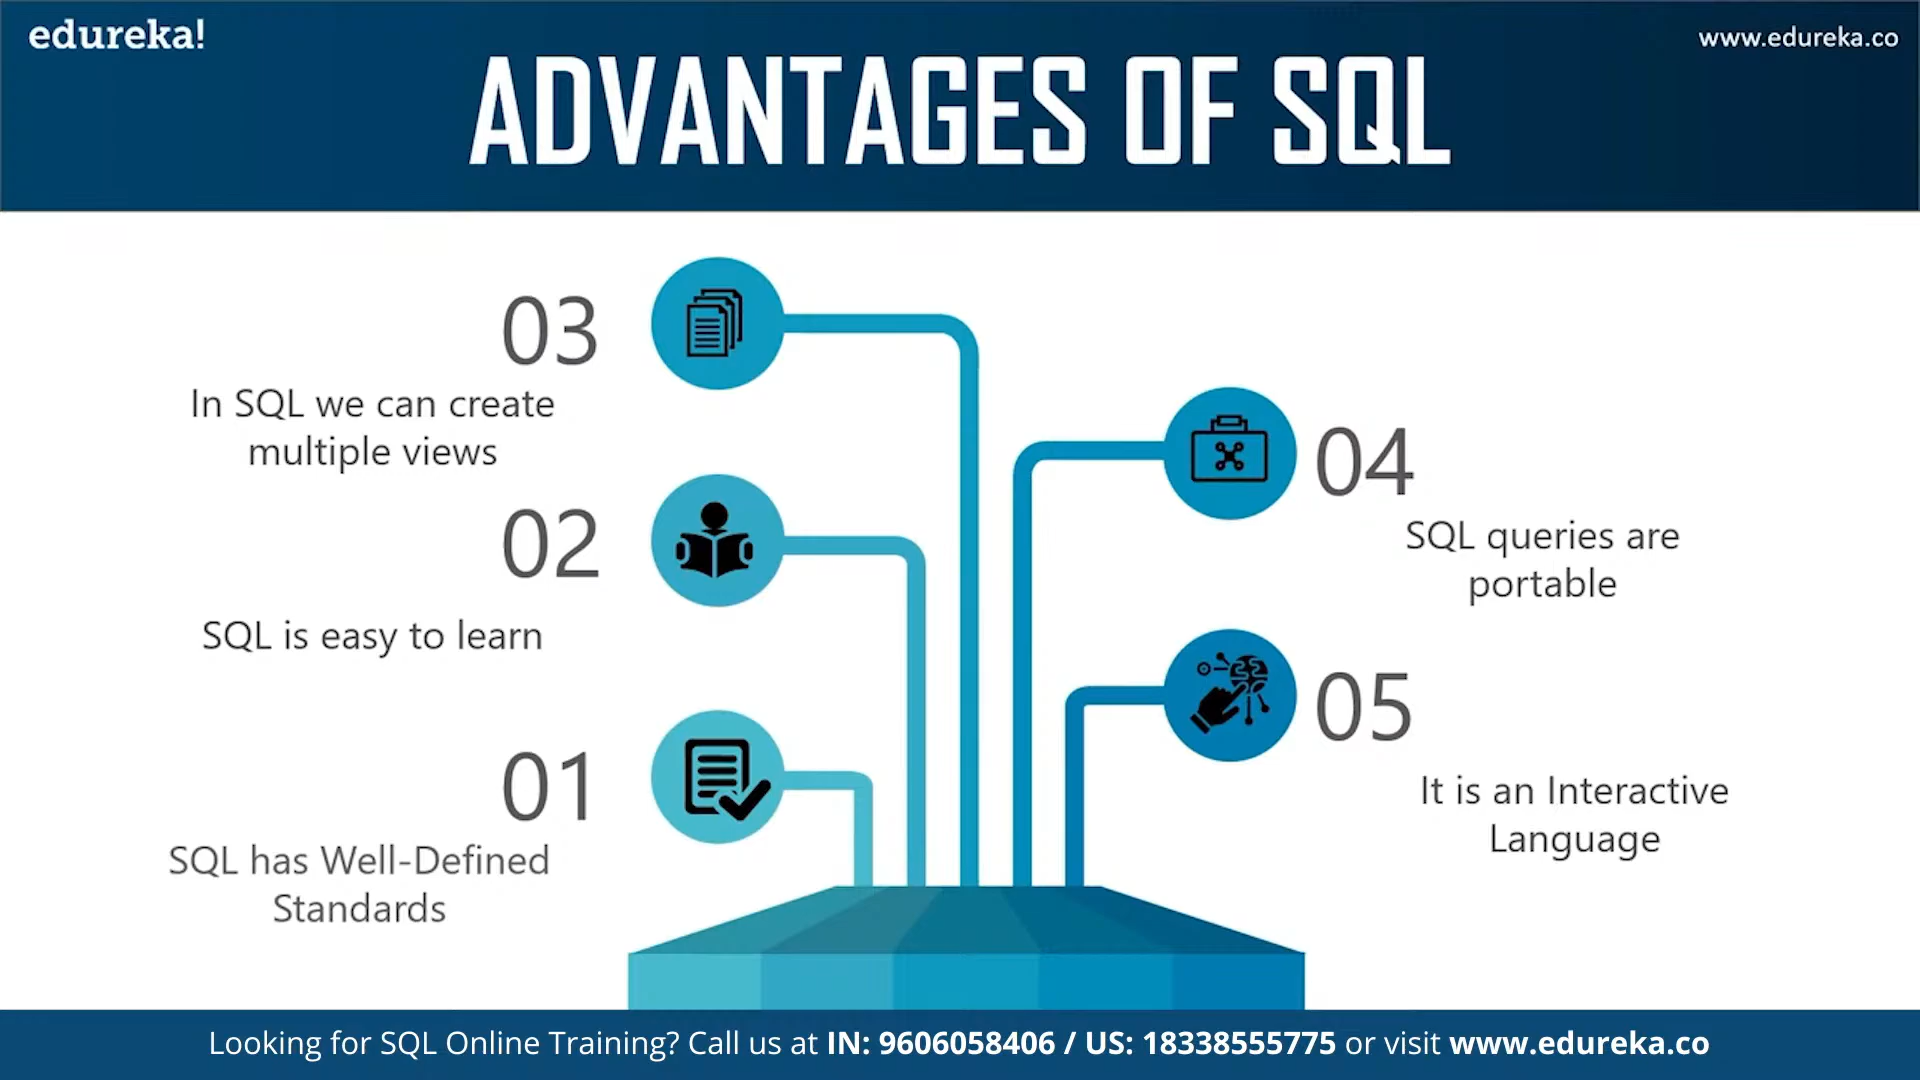 edureka!
www.edureka.co
ADVANTAGES OF SQL
03
In SQL we can create
multiple views
02
SQL is easy to learn
01
SQL has Well-Defined
Standards
04
SQL queries are
portable
05
It is an Interactive
Language
Looking for SQL Online Training? Call us at IN: 9606058406 / US: 18338555775 or visit www.edureka.co